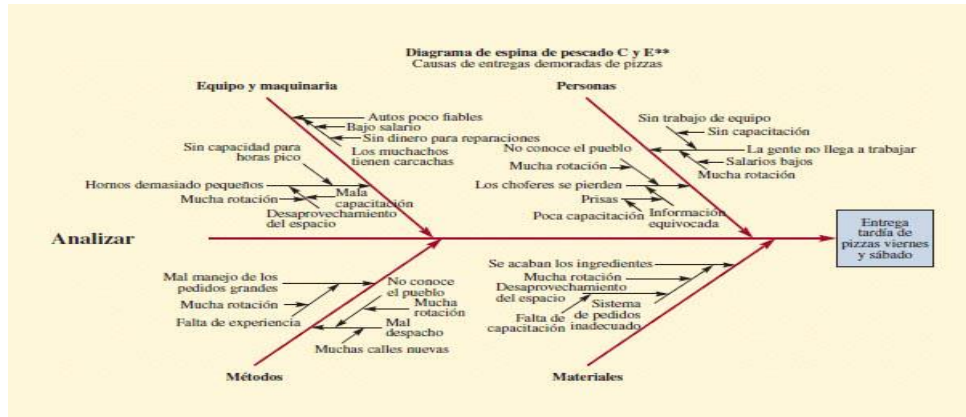 Diagrama de espina de pescado C y E**
Causas de entregas demoradas de pizzas
Equipo y maquinaria
Personas
Autos poco fiables
Bajo salario
Sin dinero para reparaciones
Los muchachos
tienen carcachas
Sin capacidad para
horas pico
Hornos demasiado pequeños
Mucha rotación
Mala
capacitación
Desaprovechamiento
del espacio
Sin trabajo de equipo
Sin capacitación
La gente no llega a trabajar
Salarios bajos
Mucha rotación
No conoce el pueblo
Mucha rotación
Los choferes se pierden
Prisas
Poca capacitación
Información
equivocada
Analizar
Entrega
tardía de
pizzas viernes
y sábado
Mal manejo de los
pedidos grandes
Mucha rotación
Falta de experiencia
No conoce
el pueblo
Mucha
rotación
Mal
despacho
Muchas calles nuevas
Se acaban los ingredientes
Mucha rotación
Desaprovechamiento
del espacio
Sistema
de pedidos
inadecuado
Falta de
capacitación
Métodos
Materiales